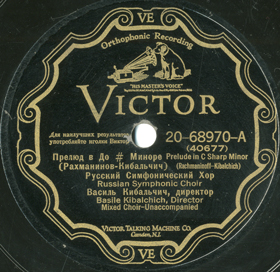 VE
Orthophonic Recording
"HIS MASTER'S VOICE"
VICTOR
Для наилучших результатов
употребляйте иголки Виктор
20-68970-A
(40677)
Прелюд в До # Миноре Prelude in C Sharp Minor
(Рахманинов-Кибальчич) (Rachmaninoff-Kibalchich)
Русский Симфонический Хор
Russian Symphonic Choir
Василь Кибальчич, директор
Basile Kibalchich, Director
Mixed Choir-Unaccompanied
VICTOR TALKING MACHINE CO.
Camden, N.J.
VE